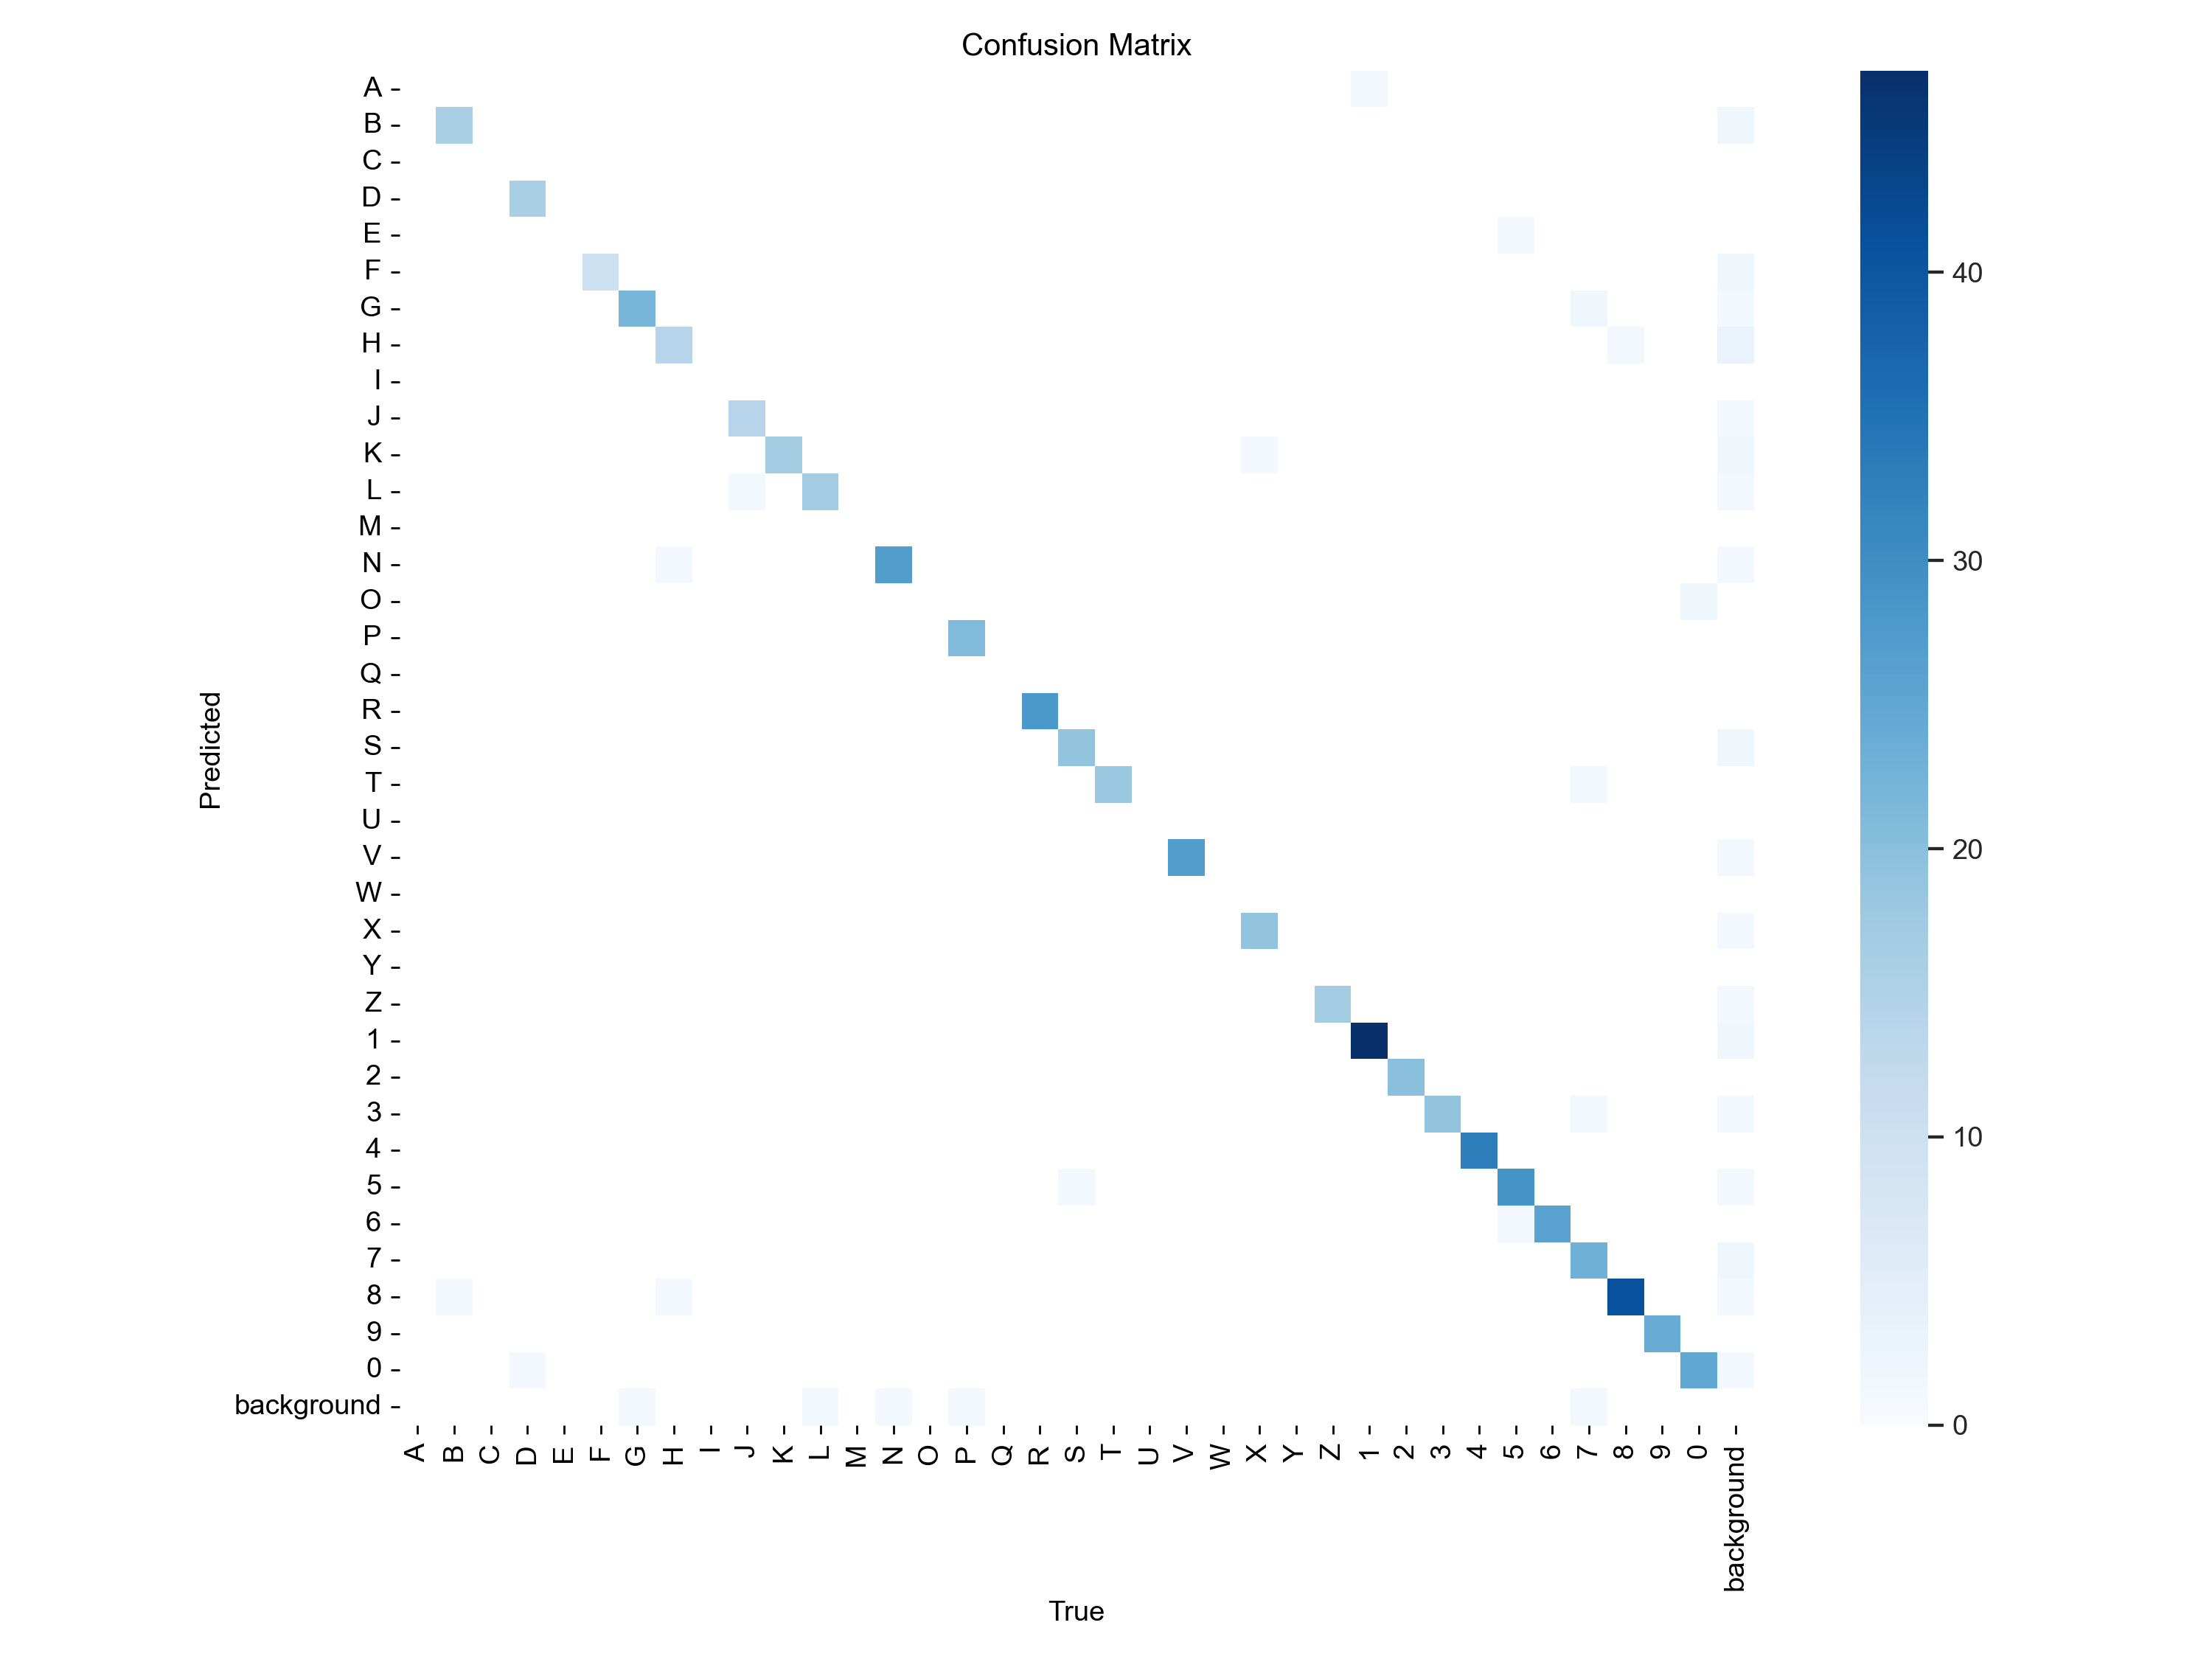 Confusion Matrix
A
B
C
D
E
F
G
H
I
J
K
L
M
N
O
P
Q
R
S
T
U
V
W
X
Y
Z
1
2
3
4
5
6
7
8
9
0
background
Predicted
A B C D E F G H I J K L M N O P Q R S T U V W X Y Z 1 2 3 4 5 6 7 8 9 0 background
True
40
30
20
10
0